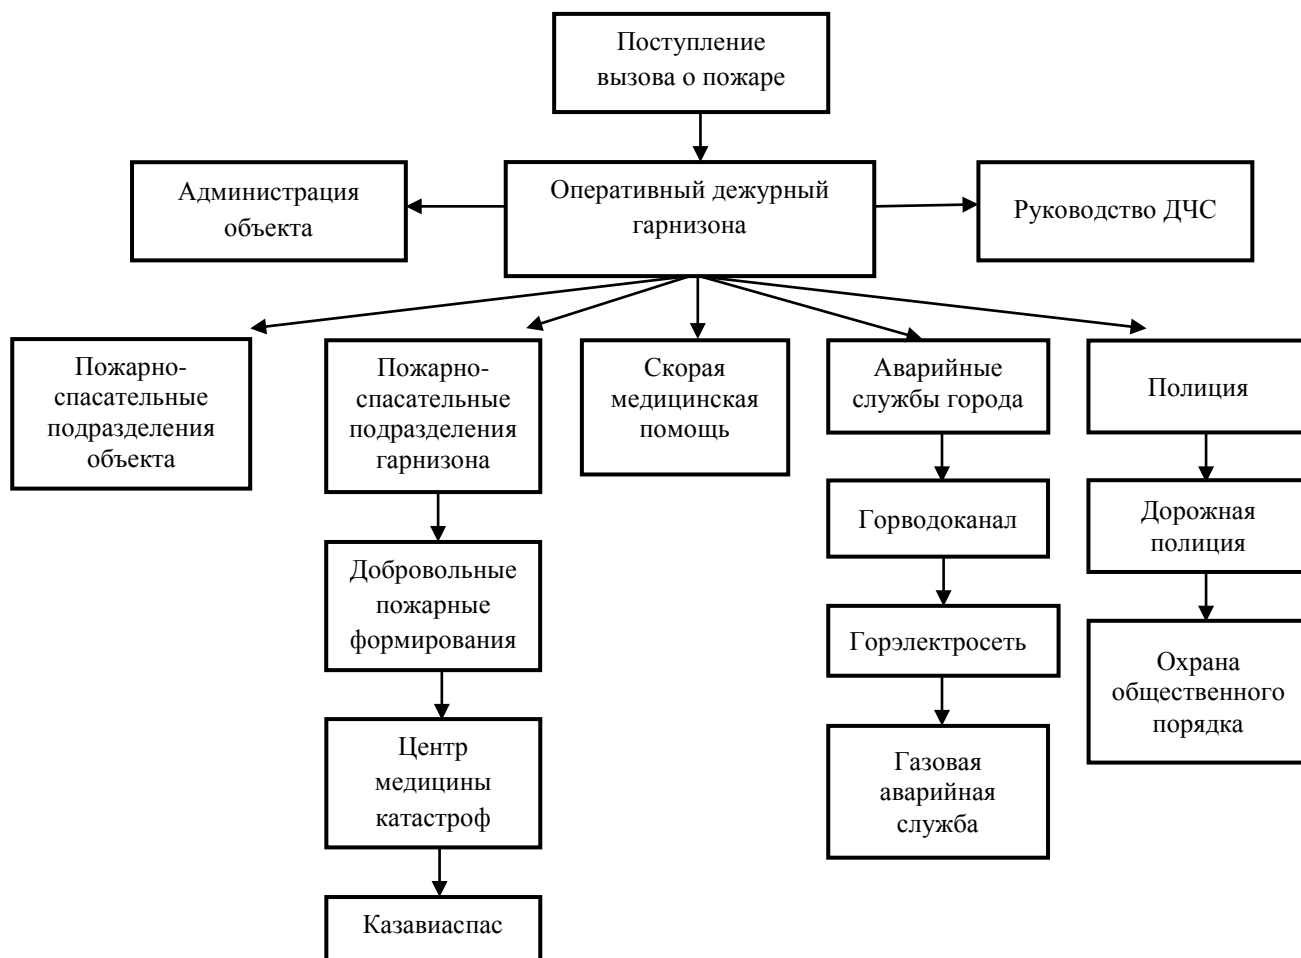 Поступление
вызова о пожаре
Администрация
объекта
Оперативный дежурный
гарнизона
Руководство ДЧС
Пожарно-
спасательные
подразделения
объекта
Пожарно-
спасательные
подразделения
гарнизона
Скорая
медицинская
помощь
Аварийные
службы города
Полиция
Горводоканал
Дорожная
полиция
Добровольные
пожарные
формирования
Горэлектросеть
Охрана
общественного
порядка
Центр
медицины
катастроф
Газовая
аварийная
служба
Казавиаспас